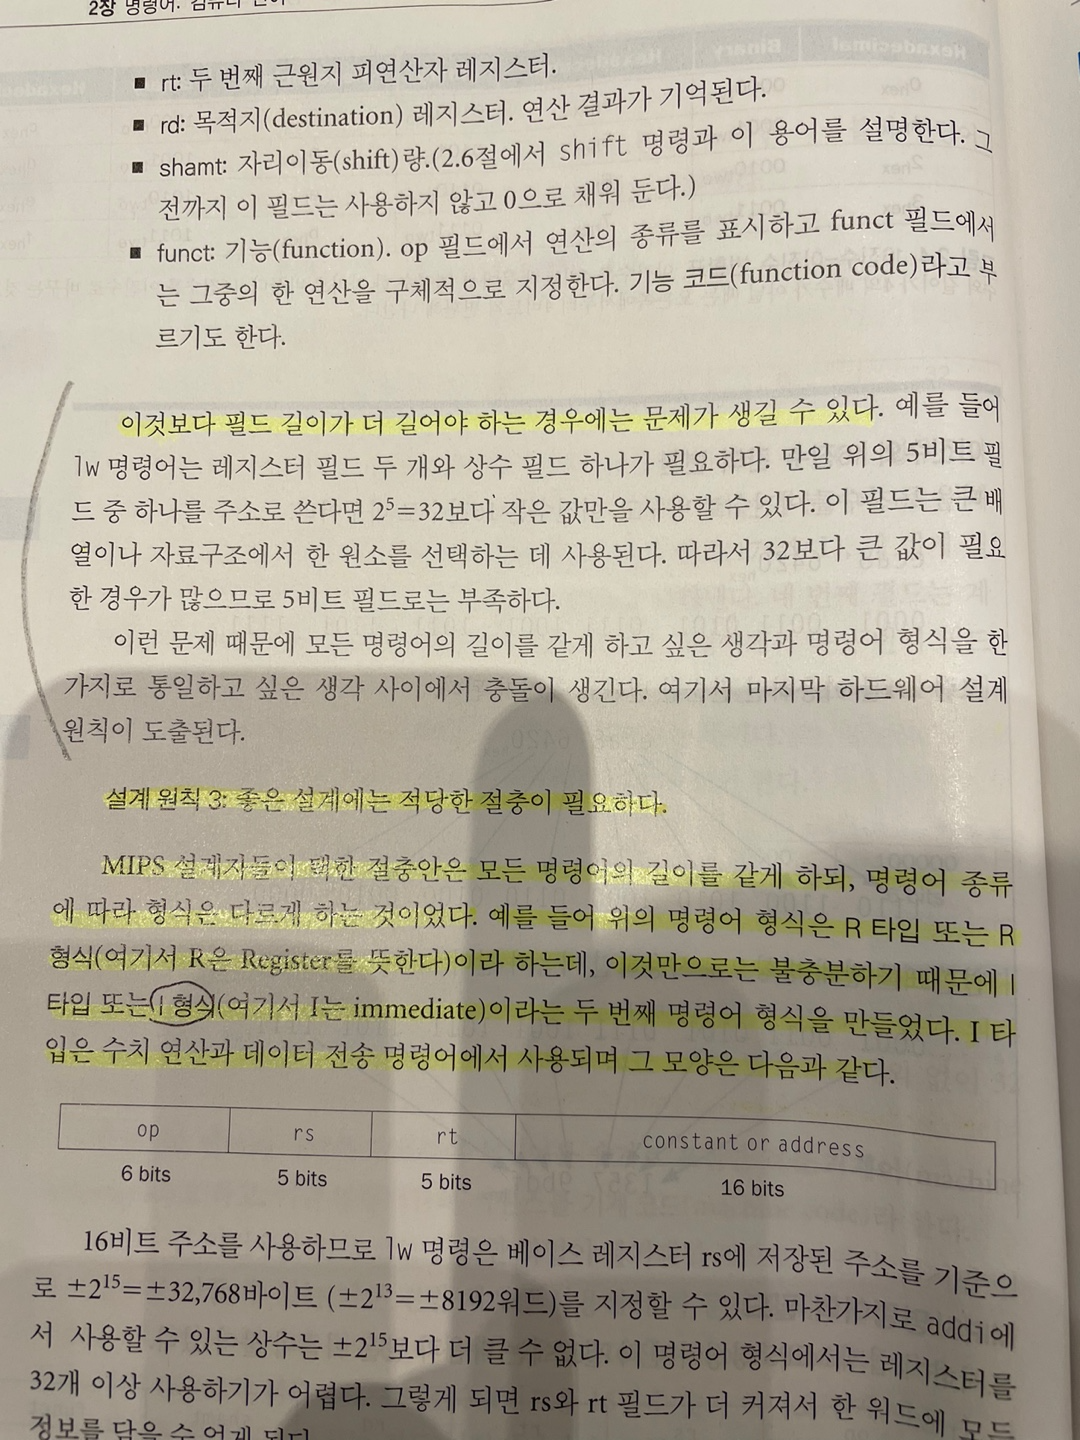 2장 명령어: 컴퓨터 언어
■ rt: 두 번째 근원지 피연산자 레지스터.
■ rd: 목적지(destination) 레지스터. 연산 결과가 기억된다.
■ shamt: 자리이동(shift)량.(2.6절에서 shift 명령과 이 용어를 설명한다. 그
전까지 이 필드는 사용하지 않고 0으로 채워 둔다.)
■ funct: 기능(function). op 필드에서 연산의 종류를 표시하고 funct 필드에서
는 그중의 한 연산을 구체적으로 지정한다. 기능 코드(function code)라고 부
르기도 한다.
이것보다 필드 길이가 더 길어야 하는 경우에는 문제가 생길 수 있다. 예를 들어
lw 명령어는 레지스터 필드 두 개와 상수 필드 하나가 필요하다. 만일 위의 5비트 필
드 중 하나를 주소로 쓴다면 2⁵=32보다 작은 값만을 사용할 수 있다. 이 필드는 큰 배
열이나 자료구조에서 한 원소를 선택하는 데 사용된다. 따라서 32보다 큰 값이 필요
한 경우가 많으므로 5비트 필드로는 부족하다.
이런 문제 때문에 모든 명령어의 길이를 같게 하고 싶은 생각과 명령어 형식을 한
가지로 통일하고 싶은 생각 사이에서 충돌이 생긴다. 여기서 마지막 하드웨어 설계
원칙이 도출된다.
설계 원칙 3: 좋은 설계에는 적당한 절충이 필요하다.
MIPS 설계자들이 택한 절충안은 모든 명령어의 길이를 같게 하되, 명령어 종류
에 따라 형식은 다르게 하는 것이었다. 예를 들어 위의 명령어 형식은 R 타입 또는 R
형식(여기서 R은 Register를 뜻한다)이라 하는데, 이것만으로는 불충분하기 때문에 I
타입 또는 I 형식(여기서 I는 immediate)이라는 두 번째 명령어 형식을 만들었다. I 타
입은 수치 연산과 데이터 전송 명령어에서 사용되며 그 모양은 다음과 같다.
op rs rt constant or address
6 bits 5 bits 5 bits 16 bits
16비트 주소를 사용하므로 lw 명령은 베이스 레지스터 rs에 저장된 주소를 기준으
로 ±2¹⁵=±32,768바이트 (±2¹³=±8192워드)를 지정할 수 있다. 마찬가지로 addi에
서 사용할 수 있는 상수는 ±2¹⁵보다 더 클 수 없다. 이 명령어 형식에서는 레지스터를
32개 이상 사용하기가 어렵다. 그렇게 되면 rs와 rt 필드가 더 커져서 한 워드에 모든
정보를 담을 수 없게 된다.